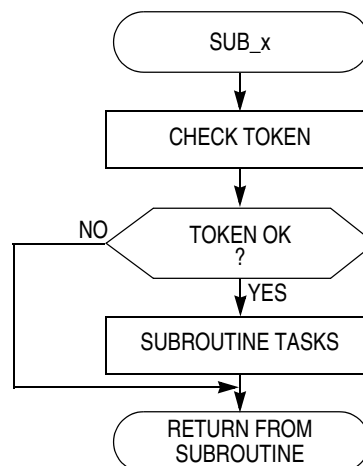 SUB_x
CHECK TOKEN
NO
TOKEN OK
?
YES
SUBROUTINE TASKS
RETURN FROM
SUBROUTINE